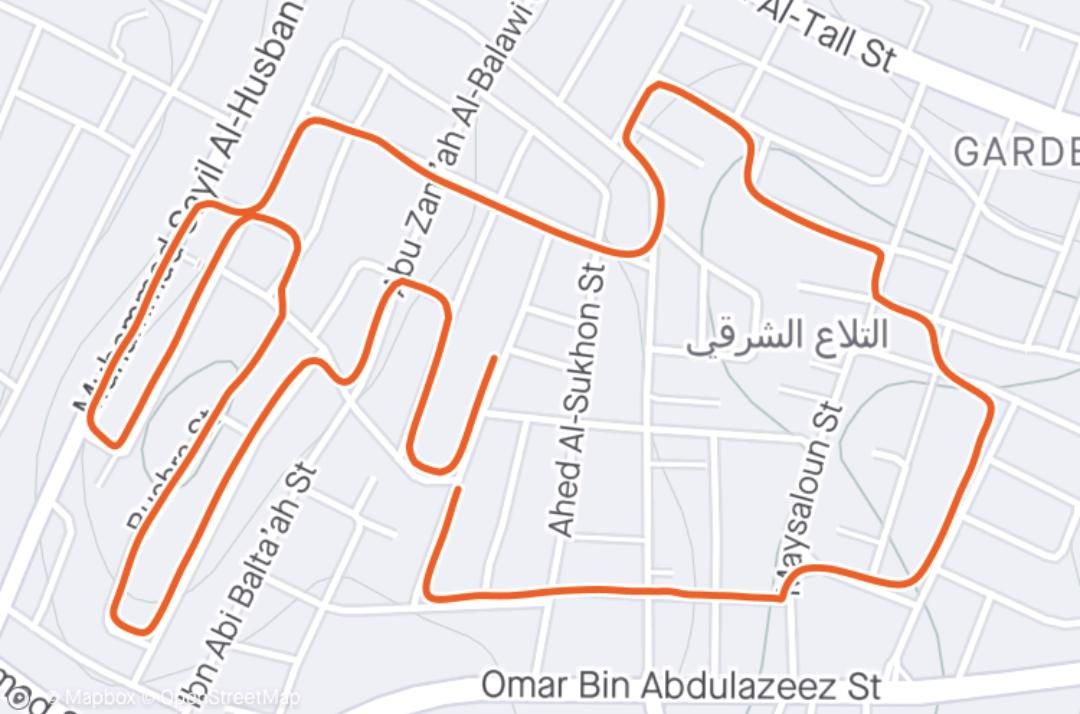 Al-Tall St
Abu Zam'ah Al-Balawi
GARDE
Ahed Al-Sukhon St
التلاع الشرقي
Maysaloun St
Bushra St
Ibn Abi Balta'ah St
Omar Bin Abdulazeez St
© Mapbox © OpenStreetMap